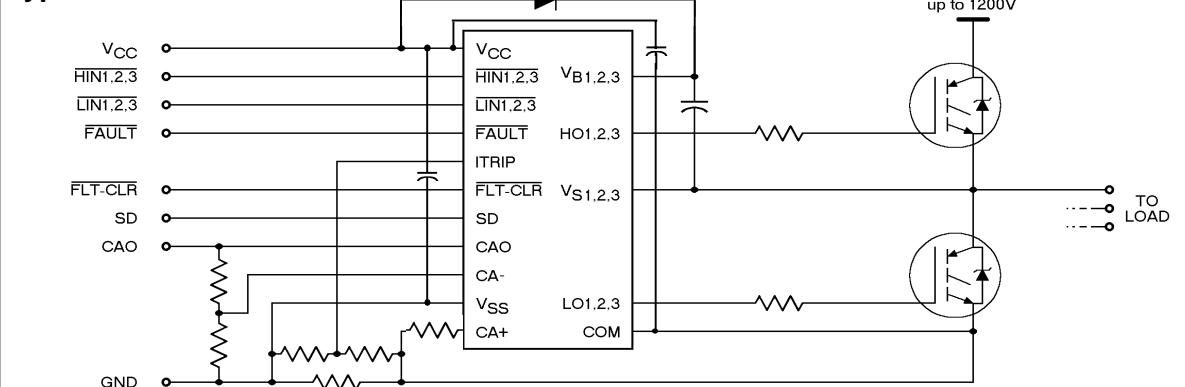 up to 1200V
VCC
HIN1,2,3
LIN1,2,3
FAULT
FLT-CLR
SD
CAO
GND
VCC
HIN1,2,3
LIN1,2,3
FAULT
ITRIP
FLT-CLR
SD
CAO
CA-
VSS
CA+
VB1,2,3
HO1,2,3
VS1,2,3
LO1,2,3
COM
TO
LOAD